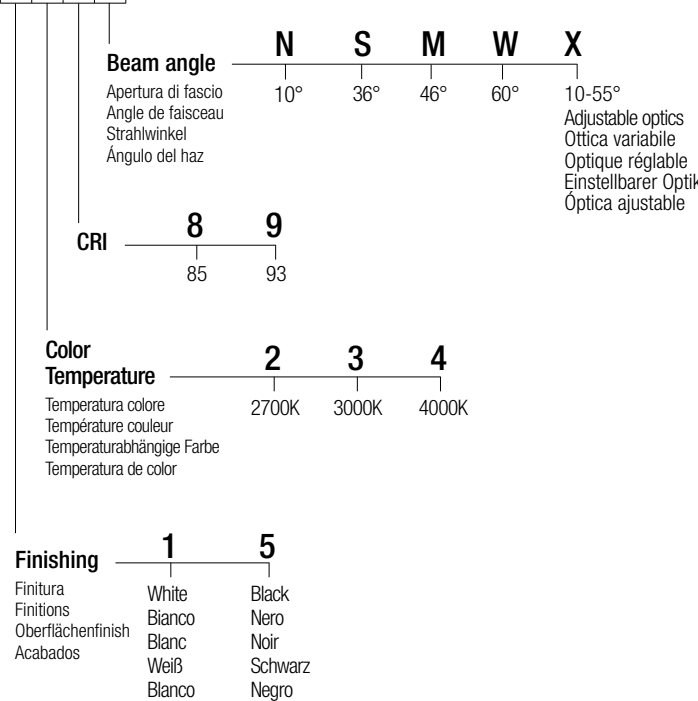 N S M W X
Beam angle
10° 36° 46° 60° 10-55°
Apertura di fascio
Angle de faisceau
Strahlwinkel
Ángulo del haz
Adjustable optics
Ottica variabile
Optique réglable
Einstellbarer Optik
Óptica ajustable
8 9
CRI
85 93
Color
Temperature
2 3 4
2700K 3000K 4000K
Temperatura colore
Température couleur
Temperaturabhängige Farbe
Temperatura de color
1 5
Finishing
Finitura
Finitions
Oberflächenfinish
Acabados
White
Bianco
Blanc
Weiß
Blanco
Black
Nero
Noir
Schwarz
Negro